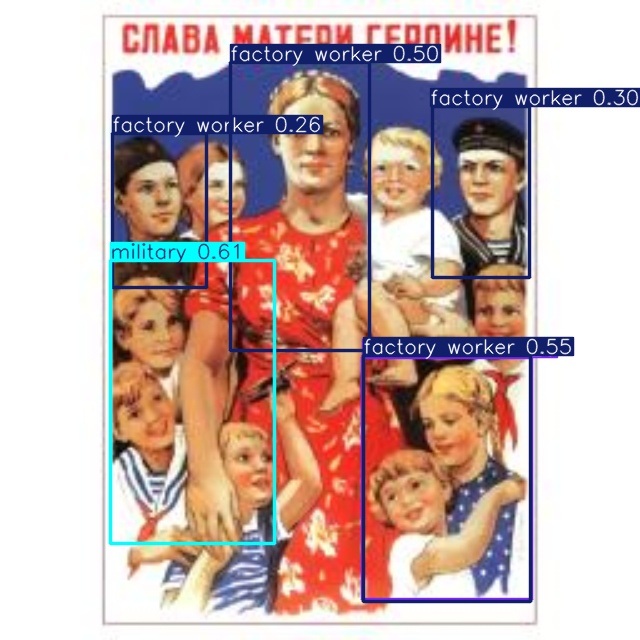 СЛАВА МАТЕРИ ГЕРОИНЕ!
factory worker 0.50
factory worker 0.30
factory worker 0.26
military 0.61
factory worker 0.55